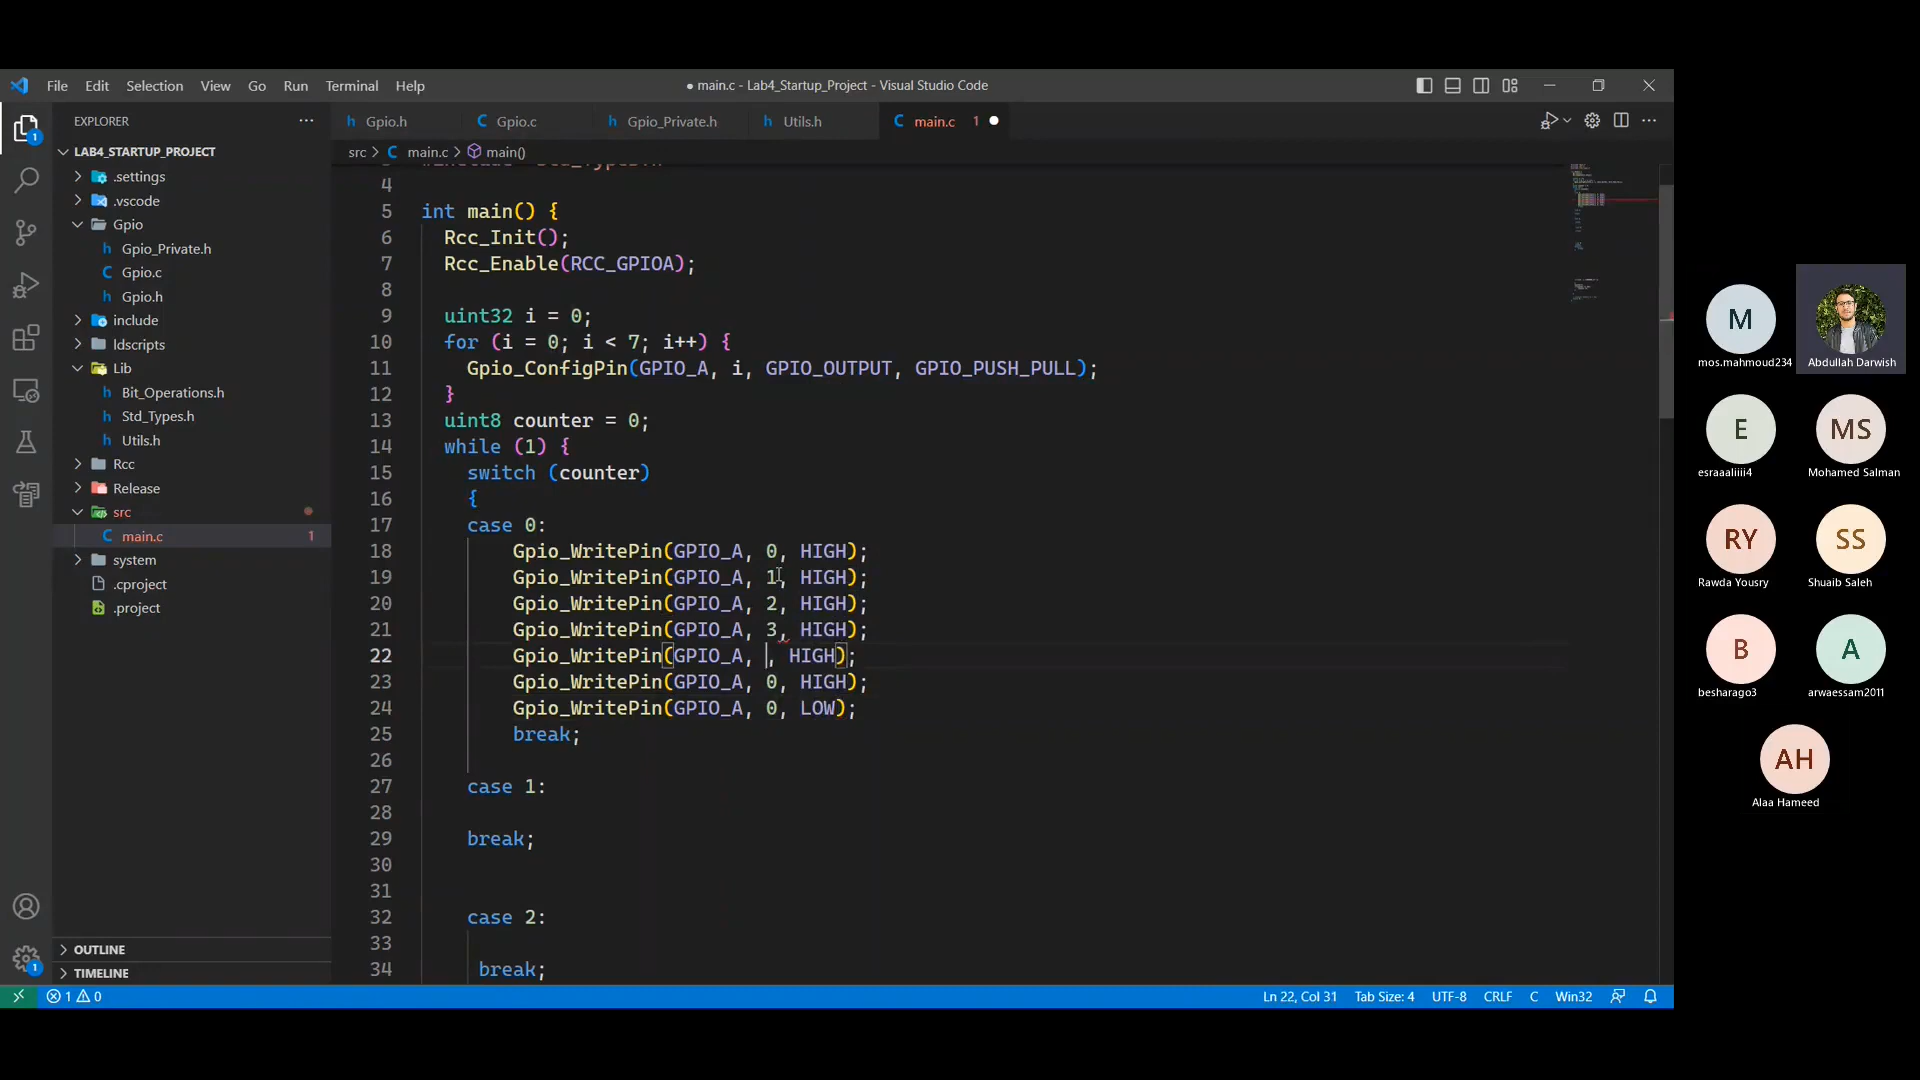 File Edit Selection View Go Run Terminal Help
● main.c - Lab4_Startup_Project - Visual Studio Code
EXPLORER
LAB4_STARTUP_PROJECT
.settings
.vscode
Gpio
Gpio_Private.h
Gpio.c
Gpio.h
include
ldscripts
Lib
Bit_Operations.h
Std_Types.h
Utils.h
Rcc
Release
src
main.c 1
system
.cproject
.project
OUTLINE
TIMELINE
Gpio.h Gpio.c Gpio_Private.h Utils.h main.c 1
src > C main.c > main()
4
5 int main() {
6 Rcc_Init();
7 Rcc_Enable(RCC_GPIOA);
8
9 uint32 i = 0;
10 for (i = 0; i < 7; i++) {
11 Gpio_ConfigPin(GPIO_A, i, GPIO_OUTPUT, GPIO_PUSH_PULL);
12 }
13 uint8 counter = 0;
14 while (1) {
15 switch (counter)
16 {
17 case 0:
18 Gpio_WritePin(GPIO_A, 0, HIGH);
19 Gpio_WritePin(GPIO_A, 1, HIGH);
20 Gpio_WritePin(GPIO_A, 2, HIGH);
21 Gpio_WritePin(GPIO_A, 3, HIGH);
22 Gpio_WritePin(GPIO_A, , HIGH);
23 Gpio_WritePin(GPIO_A, 0, HIGH);
24 Gpio_WritePin(GPIO_A, 0, LOW);
25 break;
26
27 case 1:
28
29 break;
30
31
32 case 2:
33
34 break;
1 0
Ln 22, Col 31 Tab Size: 4 UTF-8 CRLF C Win32
M
mos.mahmoud234
Abdullah Darwish
E
esraaliiii4
MS
Mohamed Salman
RY
Rawda Yousry
SS
Shuaib Saleh
B
besharago3
A
arwaessam2011
AH
Alaa Hameed